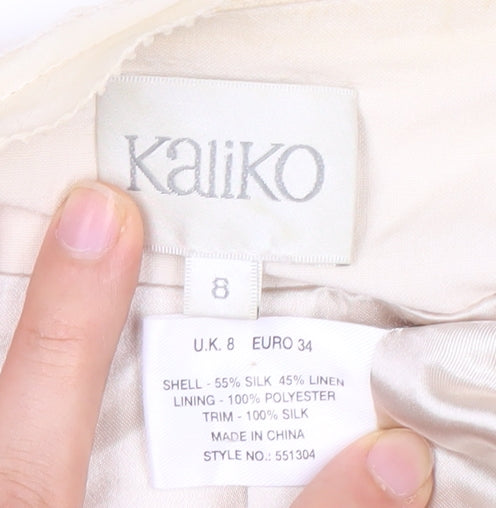 Kaliko
8
U.K. 8 EURO 34
SHELL - 55% SILK 45% LINEN
LINING - 100% POLYESTER
TRIM - 100% SILK
MADE IN CHINA
STYLE NO.: 551304